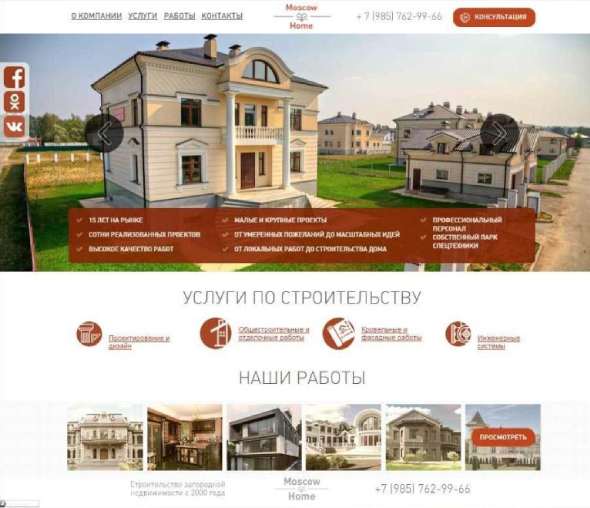 О КОМПАНИИ УСЛУГИ РАБОТЫ КОНТАКТЫ
Moscow
Home
+ 7 (985) 762-99-66
КОНСУЛЬТАЦИЯ
15 ЛЕТ НА РЫНКЕ
СОТНИ РЕАЛИЗОВАННЫХ ПРОЕКТОВ
ВЫСОКОЕ КАЧЕСТВО РАБОТ
МАЛЫЕ И КРУПНЫЕ ПРОЕКТЫ
ОТ УМЕРЕННЫХ ПОЖЕЛАНИЙ ДО МАСШТАБНЫХ ИДЕЙ
ОТ ЛОКАЛЬНЫХ РАБОТ ДО СТРОИТЕЛЬСТВА ДОМА
ПРОФЕССИОНАЛЬНЫЙ
ПЕРСОНАЛ
СОБСТВЕННЫЙ ПАРК
СПЕЦТЕХНИКИ
УСЛУГИ ПО СТРОИТЕЛЬСТВУ
Проектирование и
дизайн
Общестроительные и
отделочные работы
Кровельные и
фасадные работы
Инженерные
системы
НАШИ РАБОТЫ
ПРОСМОТРЕТЬ
Строительство загородной
недвижимости с 2000 года
Moscow
Home
+7 (985) 762-99-66